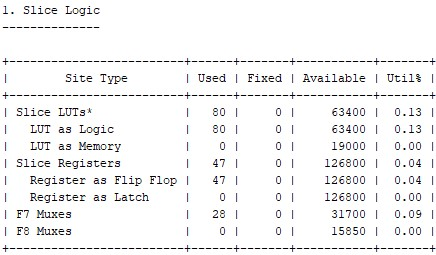 1. Slice Logic
--------------

+----------------------------+------+-------+-----------+-------+
|          Site Type         | Used | Fixed | Available | Util% |
+----------------------------+------+-------+-----------+-------+
| Slice LUTs*                |   80 |     0 |     63400 |  0.13 |
|   LUT as Logic             |   80 |     0 |     63400 |  0.13 |
|   LUT as Memory            |    0 |     0 |     19000 |  0.00 |
| Slice Registers            |   47 |     0 |    126800 |  0.04 |
|   Register as Flip Flop    |   47 |     0 |    126800 |  0.04 |
|   Register as Latch        |    0 |     0 |    126800 |  0.00 |
| F7 Muxes                   |   28 |     0 |     31700 |  0.09 |
| F8 Muxes                   |    0 |     0 |     15850 |  0.00 |
+----------------------------+------+-------+-----------+-------+